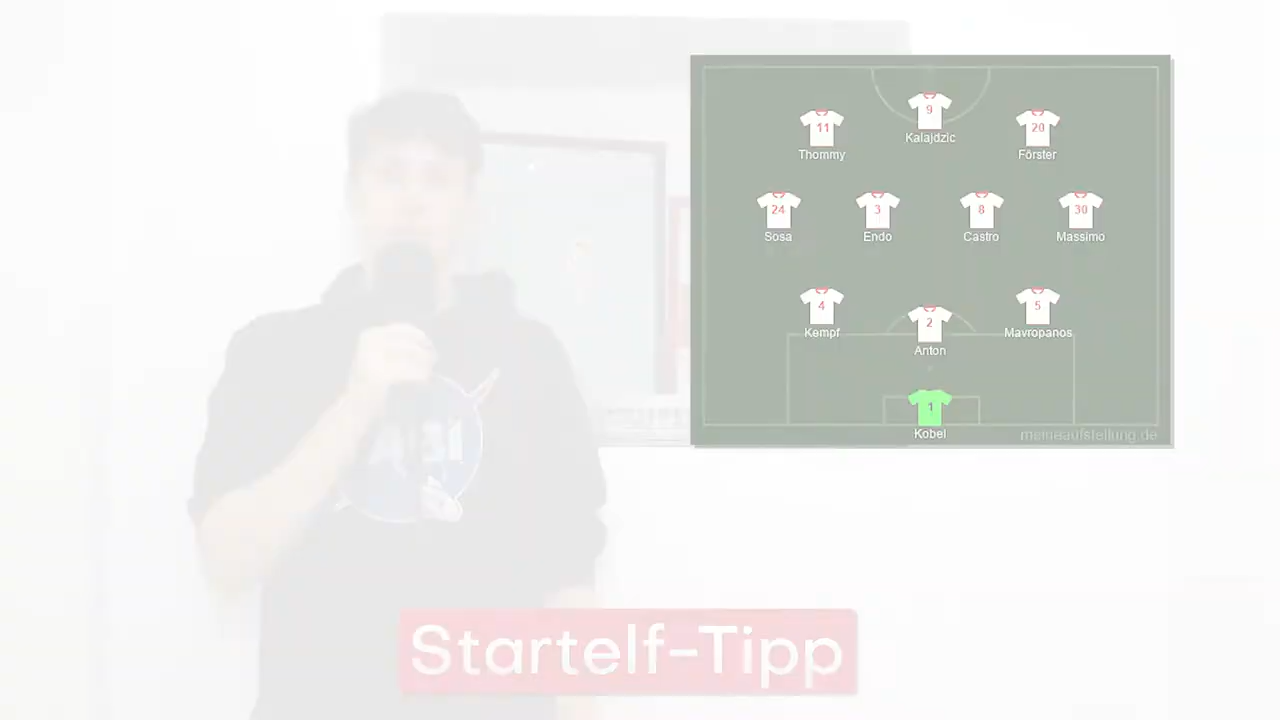 9
11
20
Kalajdzic
Thommy
Förster
24
3
8
30
Sosa
Endo
Castro
Massimo
4
5
2
Kempf
Mavropanos
Anton
1
Kobel
meineaufstellung.de
Startelf-Tipp